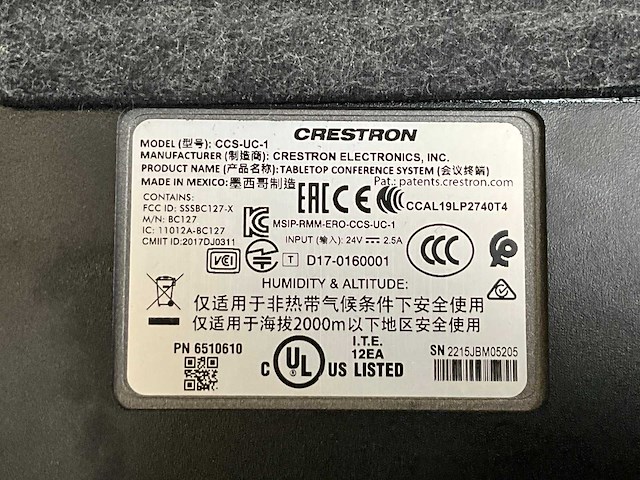 CRESTRON
MODEL (型号): CCS-UC-1
MANUFACTURER (制造商): CRESTRON ELECTRONICS, INC.
PRODUCT NAME (产品名称): TABLETOP CONFERENCE SYSTEM (会议终端)
MADE IN MEXICO: 墨西哥制造
Pat.: patents.crestron.com
CONTAINS:
FCC ID: SSSBC127-X
M/N: BC127
IC: 11012A-BC127
CMIIT ID:2017DJ0311
EAC CE CCAL19LP2740T4
MSIP-RMM-ERO-CCS-UC-1
INPUT (输入): 24V ⎓ 2.5A
CCC
VCI
T D17-0160001
HUMIDITY & ALTITUDE:
仅适用于非热带气候条件下安全使用
仅适用于海拔2000m以下地区安全使用
PN 6510610
C UL US LISTED
I.T.E.
12EA
SN 2215JBM05205